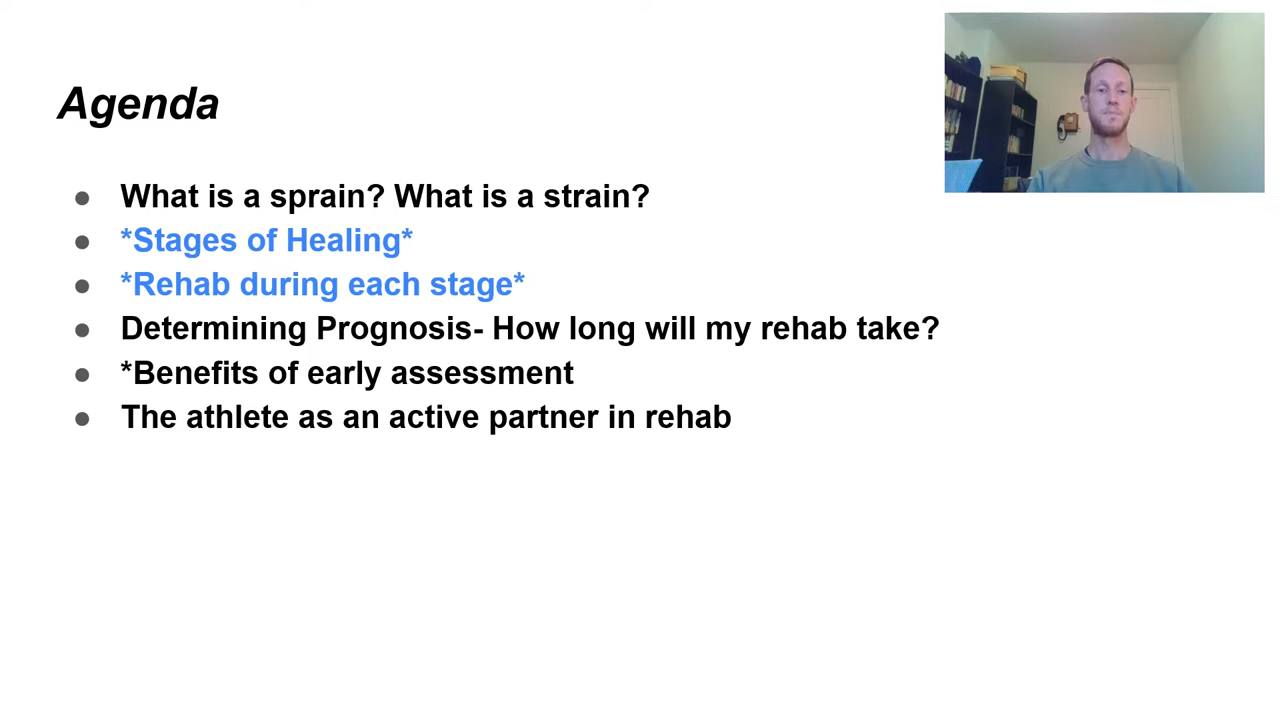 Agenda
● What is a sprain? What is a strain?
● *Stages of Healing*
● *Rehab during each stage*
● Determining Prognosis- How long will my rehab take?
● *Benefits of early assessment
● The athlete as an active partner in rehab